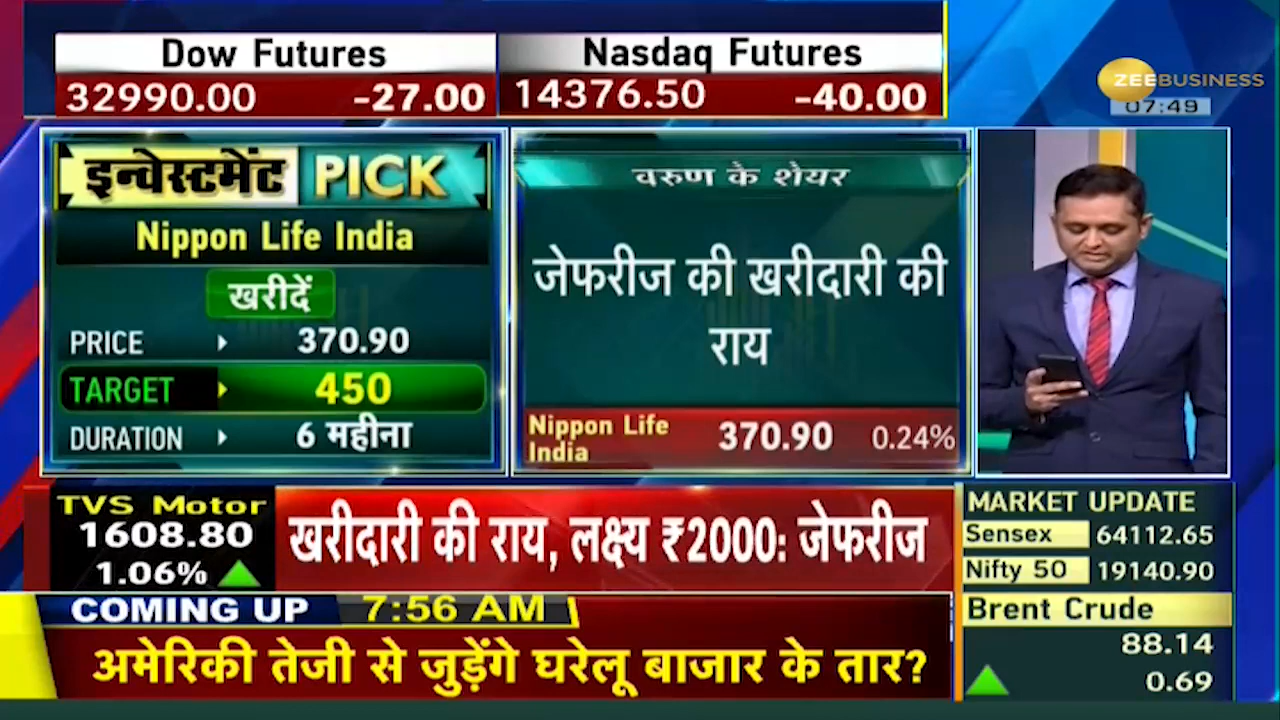 Dow Futures
32990.00 -27.00
Nasdaq Futures
14376.50 -40.00
ZEEBUSINESS
07:49
इन्वेस्टमेंट PICK
Nippon Life India
खरीदें
PRICE 370.90
TARGET 450
DURATION 6 महीना
वरुण के शेयर
जेफरीज की खरीदारी की
राय
Nippon Life
India
370.90 0.24%
TVS Motor
1608.80
1.06%
खरीदारी की राय, लक्ष्य ₹2000: जेफरीज
COMING UP 7:56 AM
अमेरिकी तेजी से जुड़ेंगे घरेलू बाजार के तार?
MARKET UPDATE
Sensex 64112.65
Nifty 50 19140.90
Brent Crude
88.14
0.69